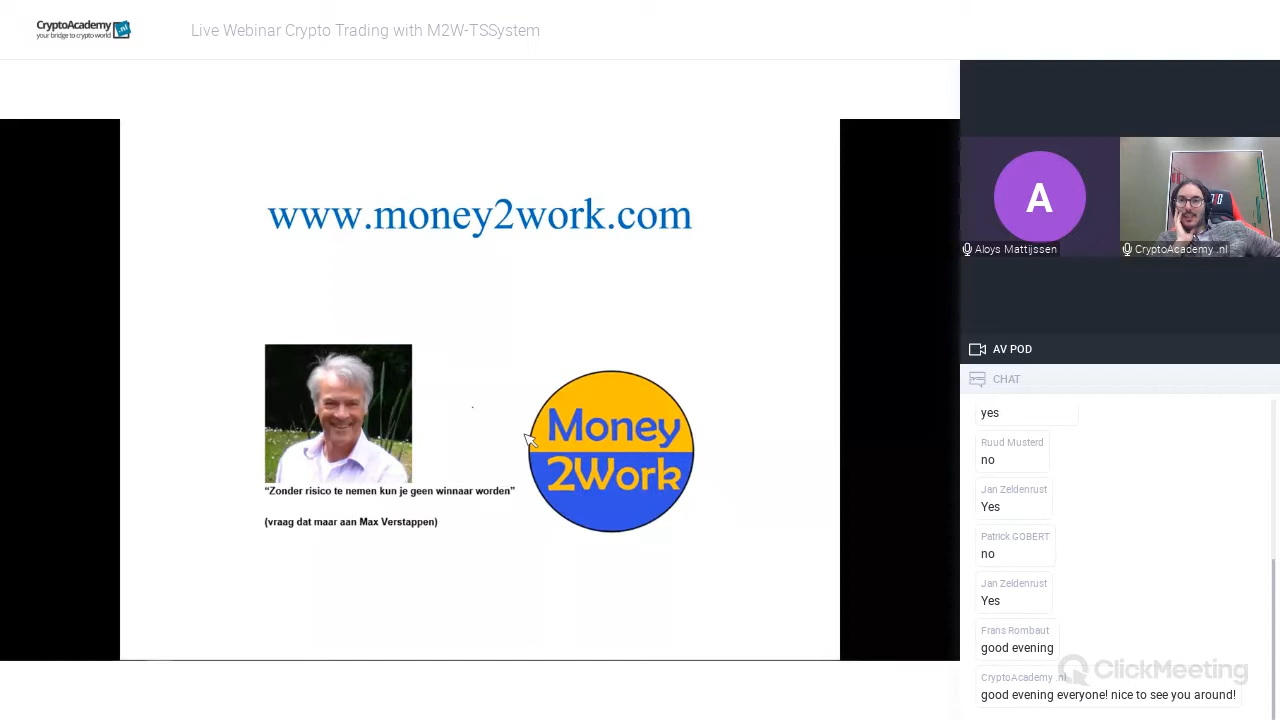 CryptoAcademy .nl
your bridge to crypto world
Live Webinar Crypto Trading with M2W-TSSystem
www.money2work.com
Money
2Work
"Zonder risico te nemen kun je geen winnaar worden"
(vraag dat maar aan Max Verstappen)
A
Aloys Mattijssen
CryptoAcademy .nl
AV POD
CHAT
yes
Ruud Musterd
no
Jan Zeldenrust
Yes
Patrick GOBERT
no
Jan Zeldenrust
Yes
Frans Rombaut
good evening
CryptoAcademy .nl
good evening everyone! nice to see you around!
ClickMeeting